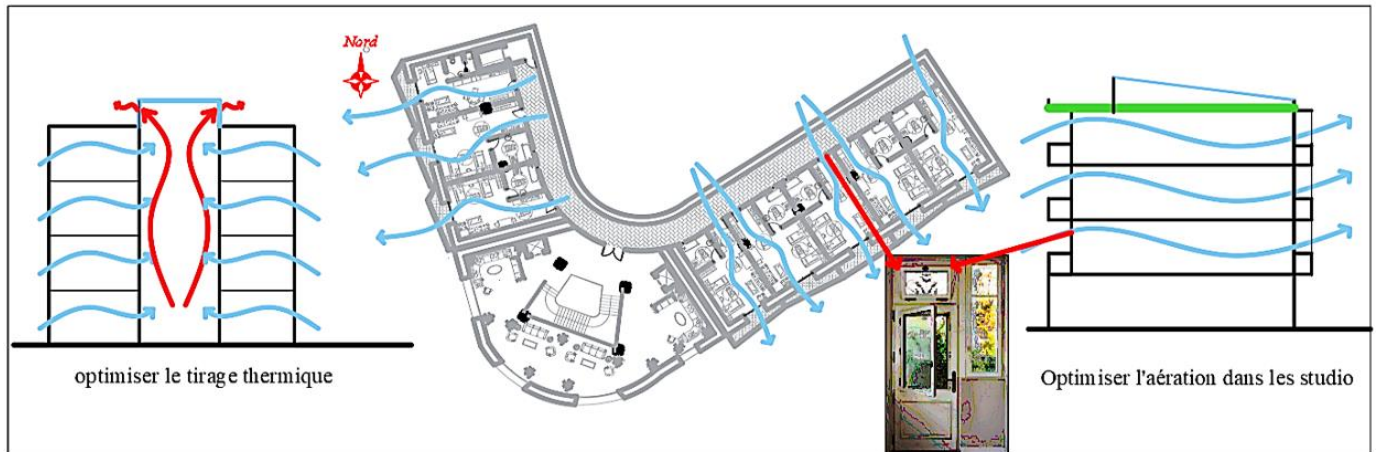 Nord
optimiser le tirage thermique
Optimiser l'aération dans les studio